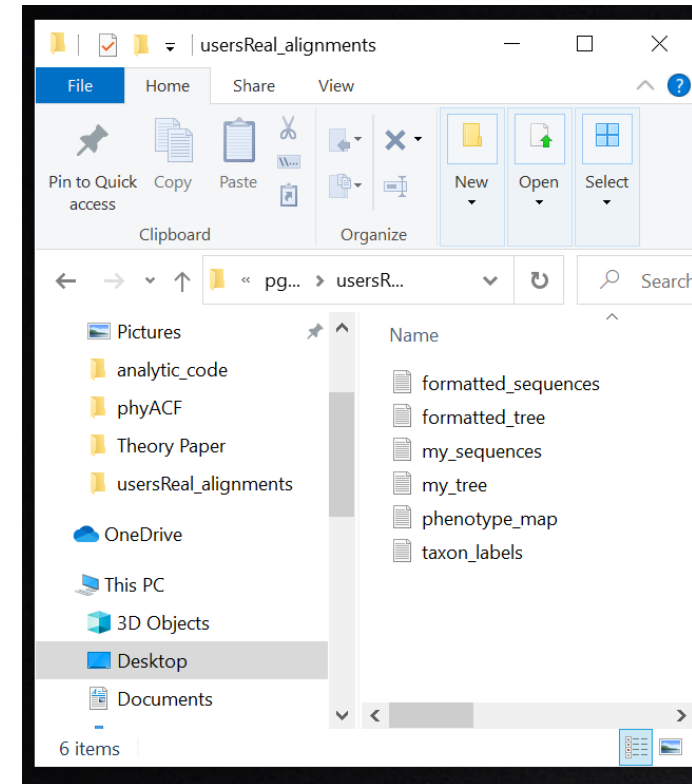 usersReal_alignments
File Home Share View
Pin to Quick access Copy Paste New Open Select
Clipboard Organize
« pg... > usersR... Search
Pictures
analytic_code
phyACF
Theory Paper
usersReal_alignments
OneDrive
This PC
3D Objects
Desktop
Documents
Name
formatted_sequences
formatted_tree
my_sequences
my_tree
phenotype_map
taxon_labels
6 items